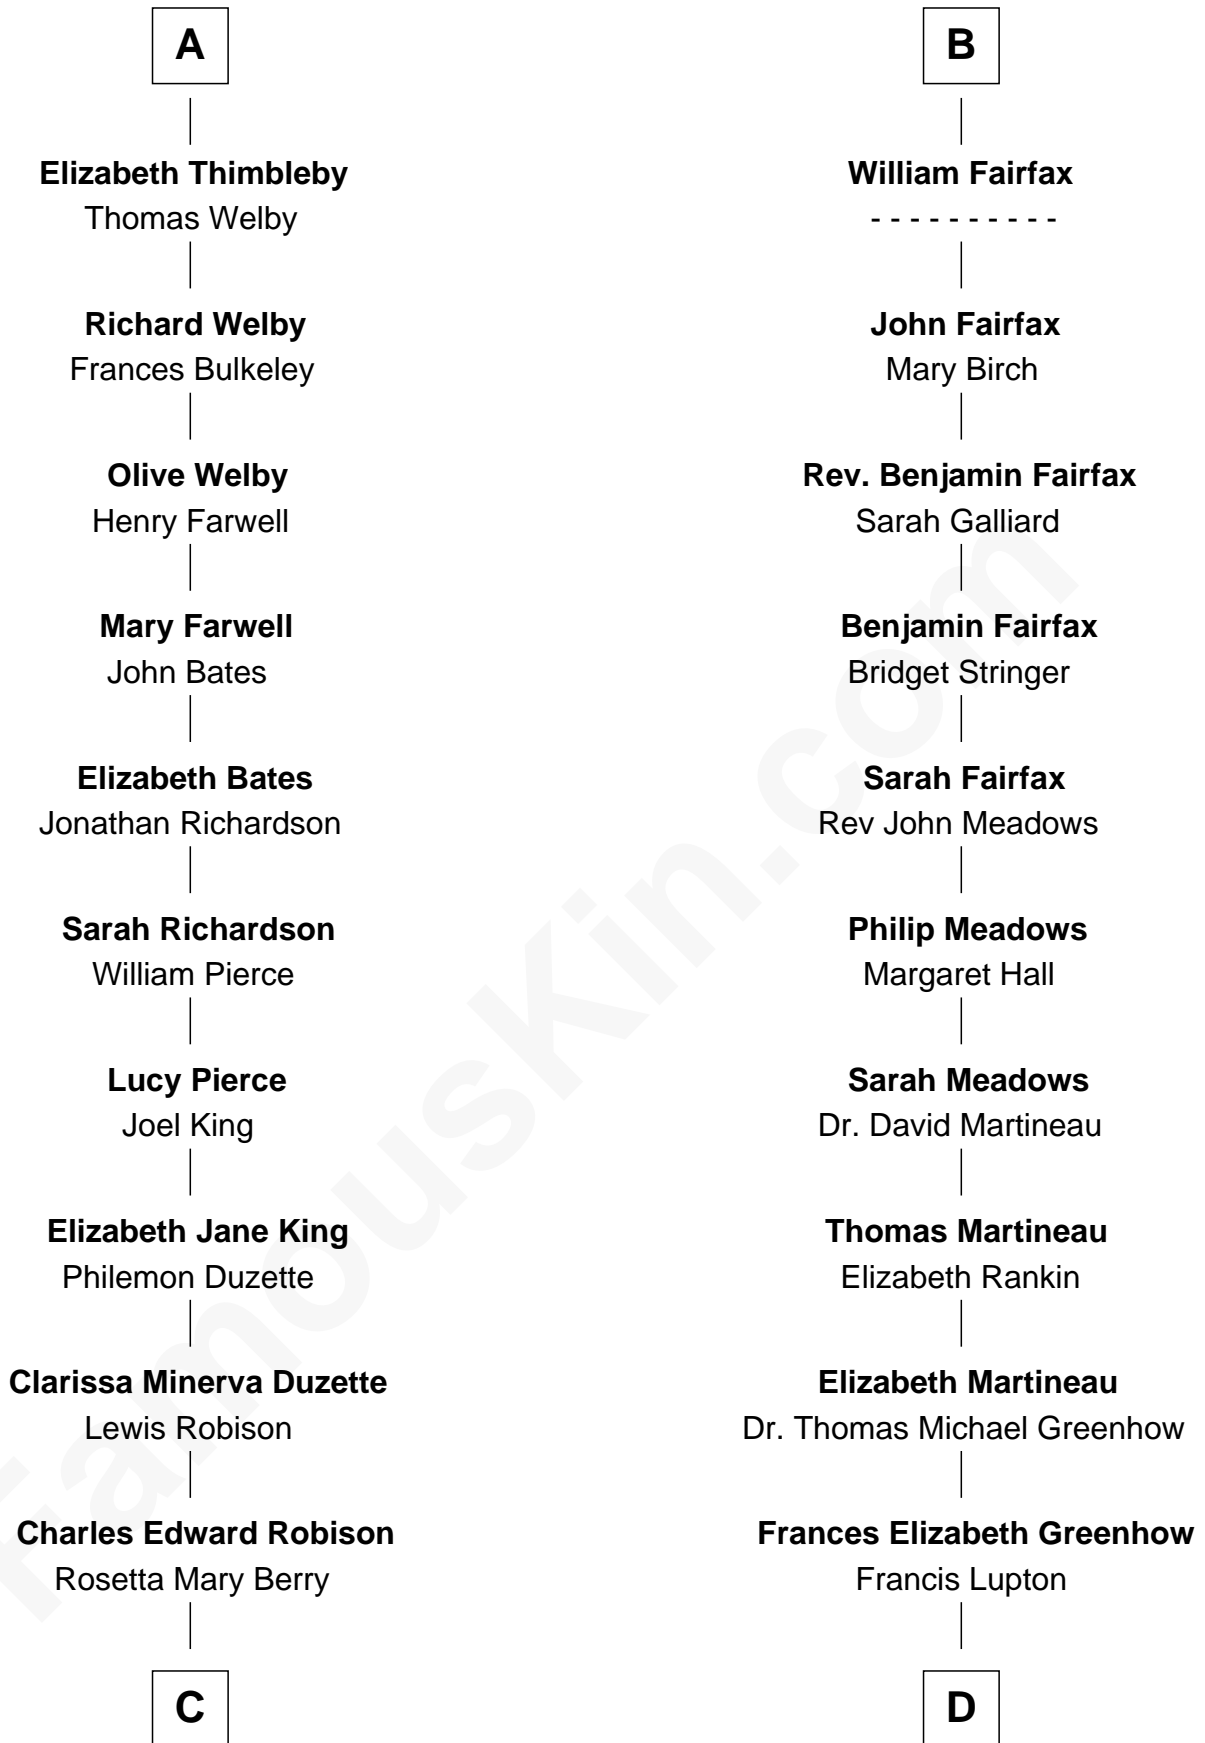 A
Elizabeth Thimbleby
Thomas Welby
Richard Welby
Frances Bulkeley
Olive Welby
Henry Farwell
Mary Farwell
John Bates
Elizabeth Bates
Jonathan Richardson
Sarah Richardson
William Pierce
Lucy Pierce
Joel King
Elizabeth Jane King
Philemon Duzette
Clarissa Minerva Duzette
Lewis Robison
Charles Edward Robison
Rosetta Mary Berry
C
B
William Fairfax
- - - - - - - - - -
John Fairfax
Mary Birch
Rev. Benjamin Fairfax
Sarah Galliard
Benjamin Fairfax
Bridget Stringer
Sarah Fairfax
Rev John Meadows
Philip Meadows
Margaret Hall
Sarah Meadows
Dr. David Martineau
Thomas Martineau
Elizabeth Rankin
Elizabeth Martineau
Dr. Thomas Michael Greenhow
Frances Elizabeth Greenhow
Francis Lupton
D
FamousKin.com